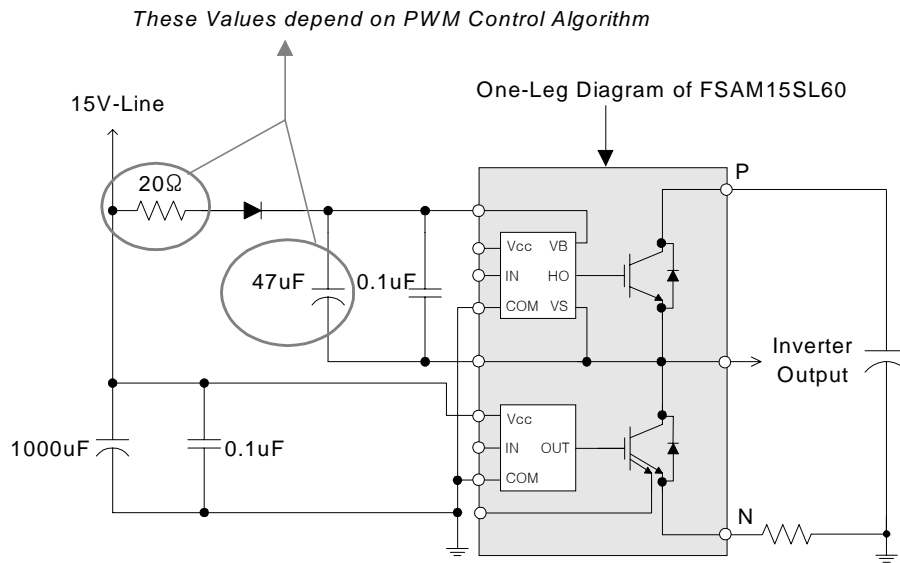 These Values depend on PWM Control Algorithm
One-Leg Diagram of FSAM15SL60
15V-Line
P
20Ω
Vcc VB
47uF
0.1uF
IN HO
COM VS
Inverter
Output
Vcc
1000uF
0.1uF
IN OUT
COM
N